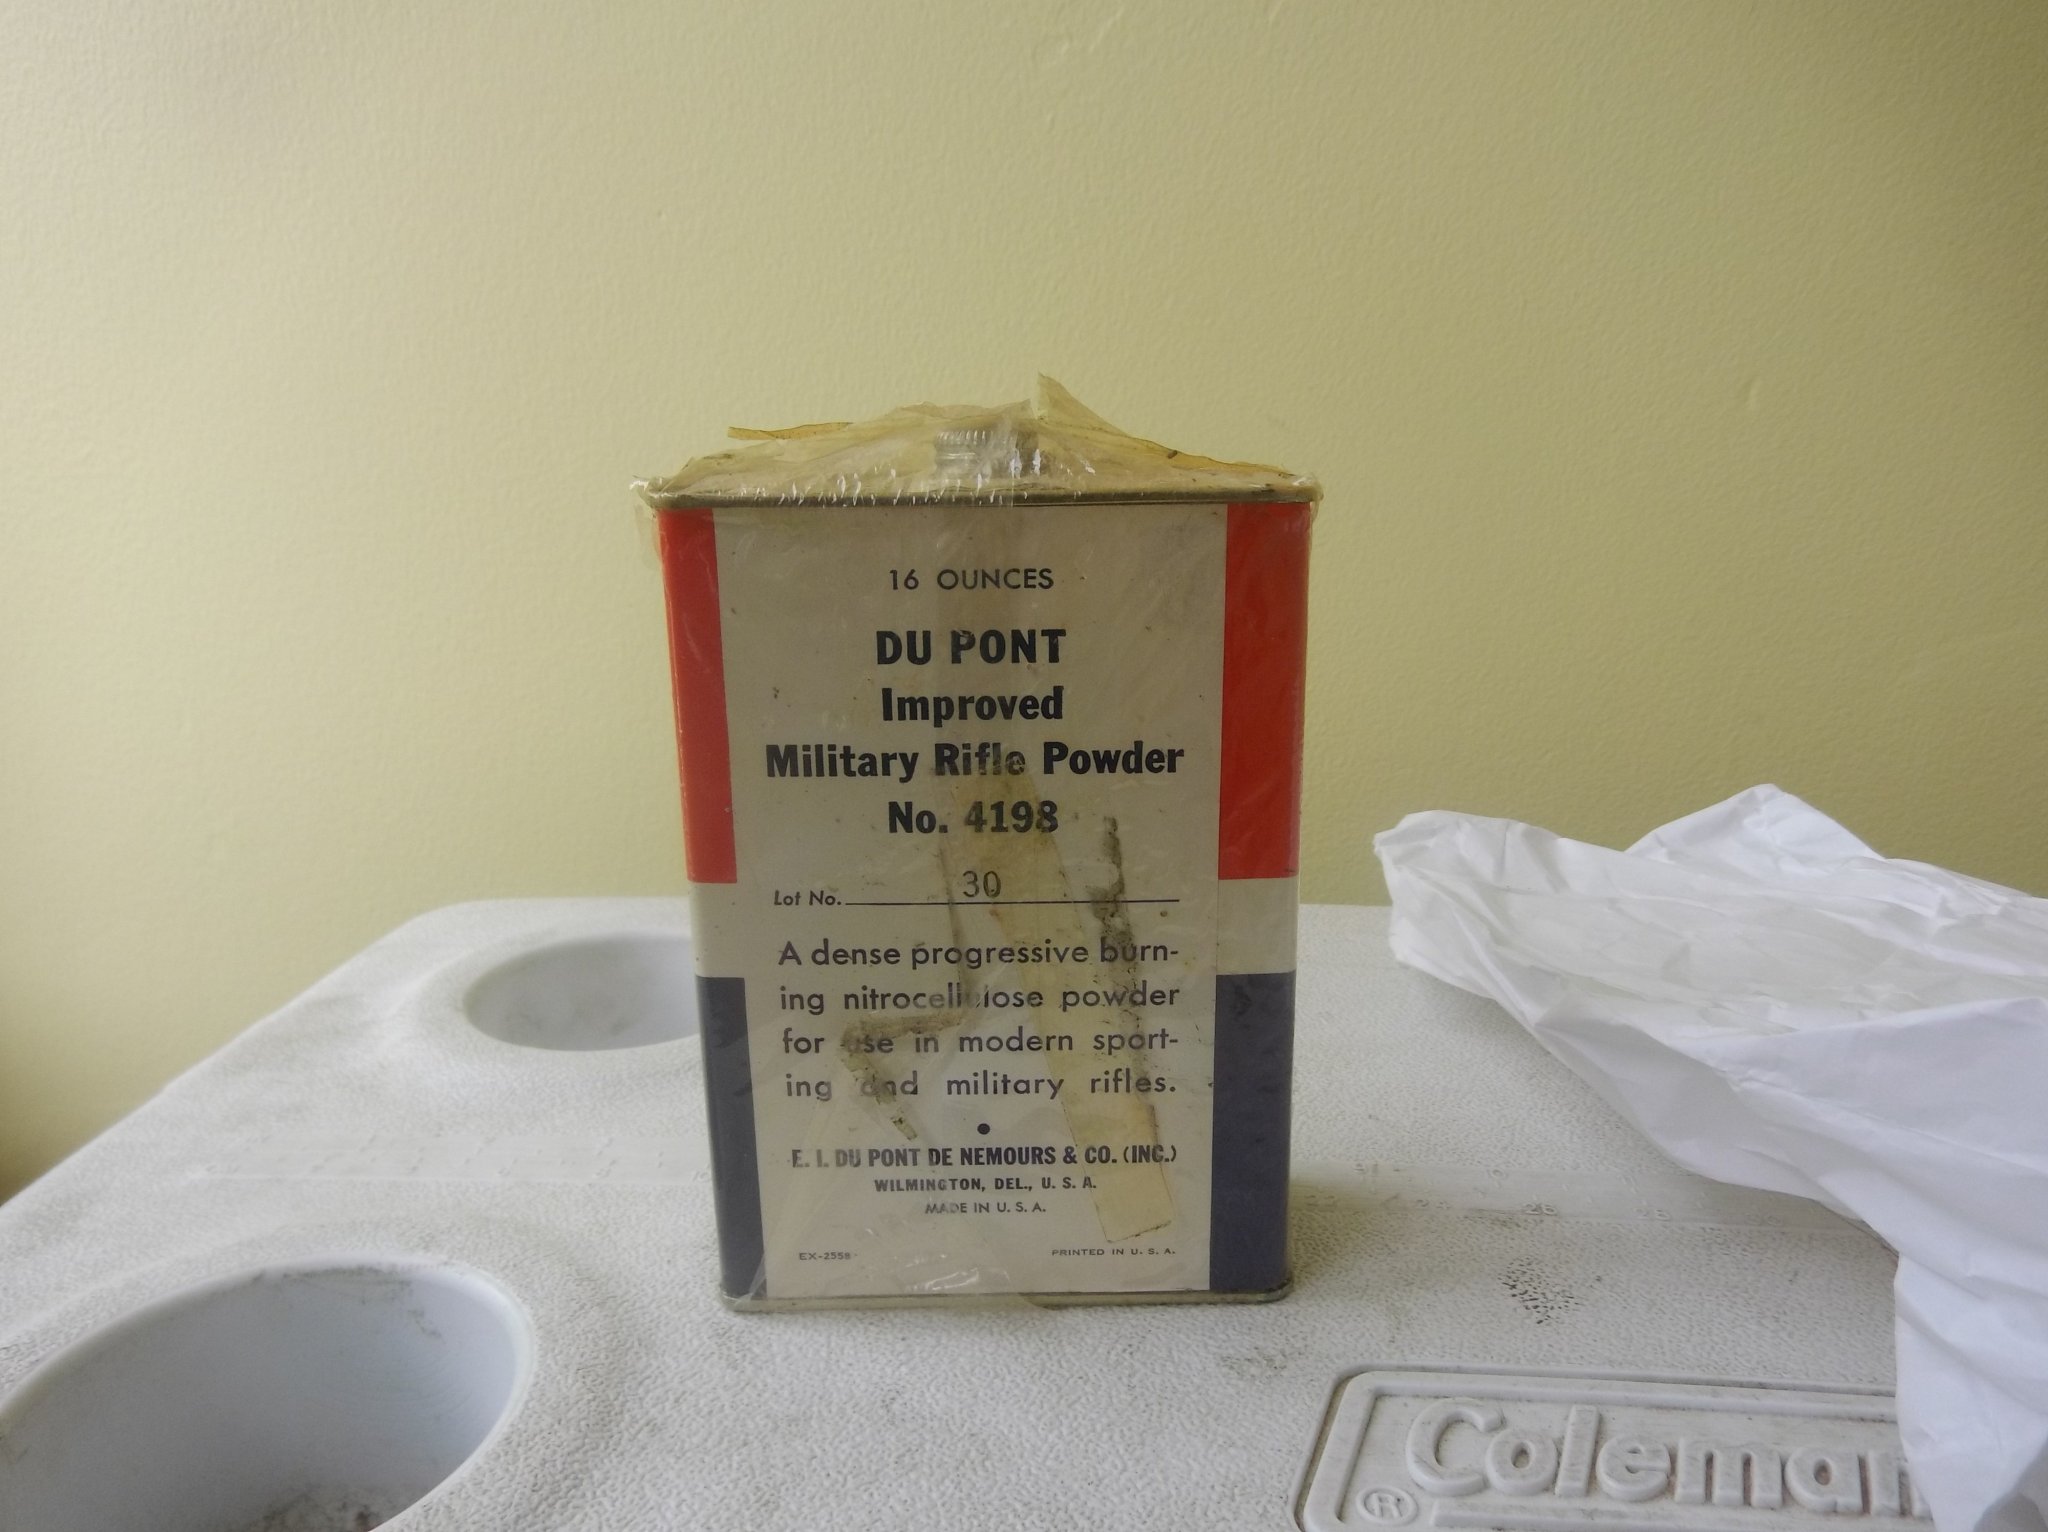 16 OUNCES
DU PONT
Improved
Military Rifle Powder
No. 4198
Lot No. 30
A dense progressive burn-
ing nitrocellulose powder
for use in modern sport-
ing and military rifles.
E. I. DU PONT DE NEMOURS & CO. (INC.)
WILMINGTON, DEL., U. S. A.
MADE IN U. S. A.
EX-2558 PRINTED IN U. S. A.
Coleman
®